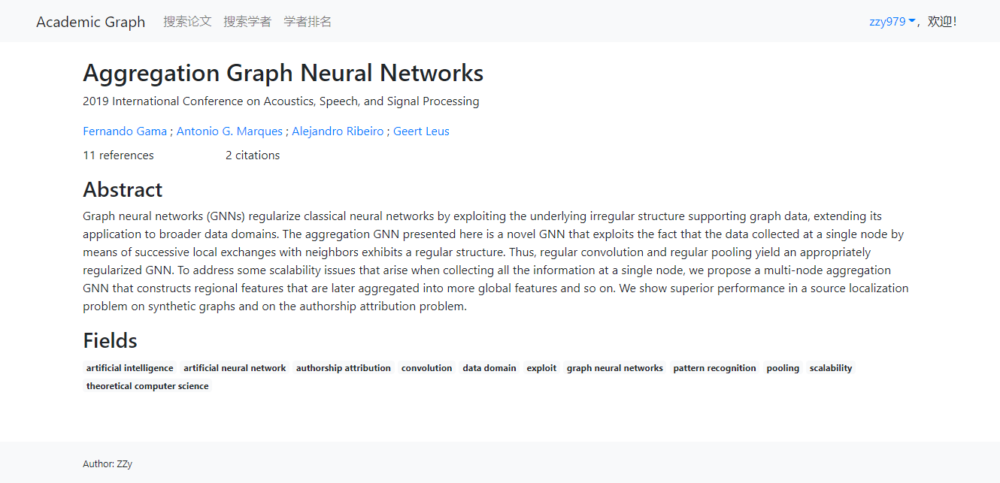 Academic Graph 搜索论文 搜索学者 学者排名 zzy979 ，欢迎！
Aggregation Graph Neural Networks
2019 International Conference on Acoustics, Speech, and Signal Processing
Fernando Gama ; Antonio G. Marques ; Alejandro Ribeiro ; Geert Leus
11 references 2 citations
Abstract
Graph neural networks (GNNs) regularize classical neural networks by exploiting the underlying irregular structure supporting graph data, extending its
application to broader data domains. The aggregation GNN presented here is a novel GNN that exploits the fact that the data collected at a single node by
means of successive local exchanges with neighbors exhibits a regular structure. Thus, regular convolution and regular pooling yield an appropriately
regularized GNN. To address some scalability issues that arise when collecting all the information at a single node, we propose a multi-node aggregation
GNN that constructs regional features that are later aggregated into more global features and so on. We show superior performance in a source localization
problem on synthetic graphs and on the authorship attribution problem.
Fields
artificial intelligence artificial neural network authorship attribution convolution data domain exploit graph neural networks pattern recognition pooling scalability
theoretical computer science
Author: ZZy